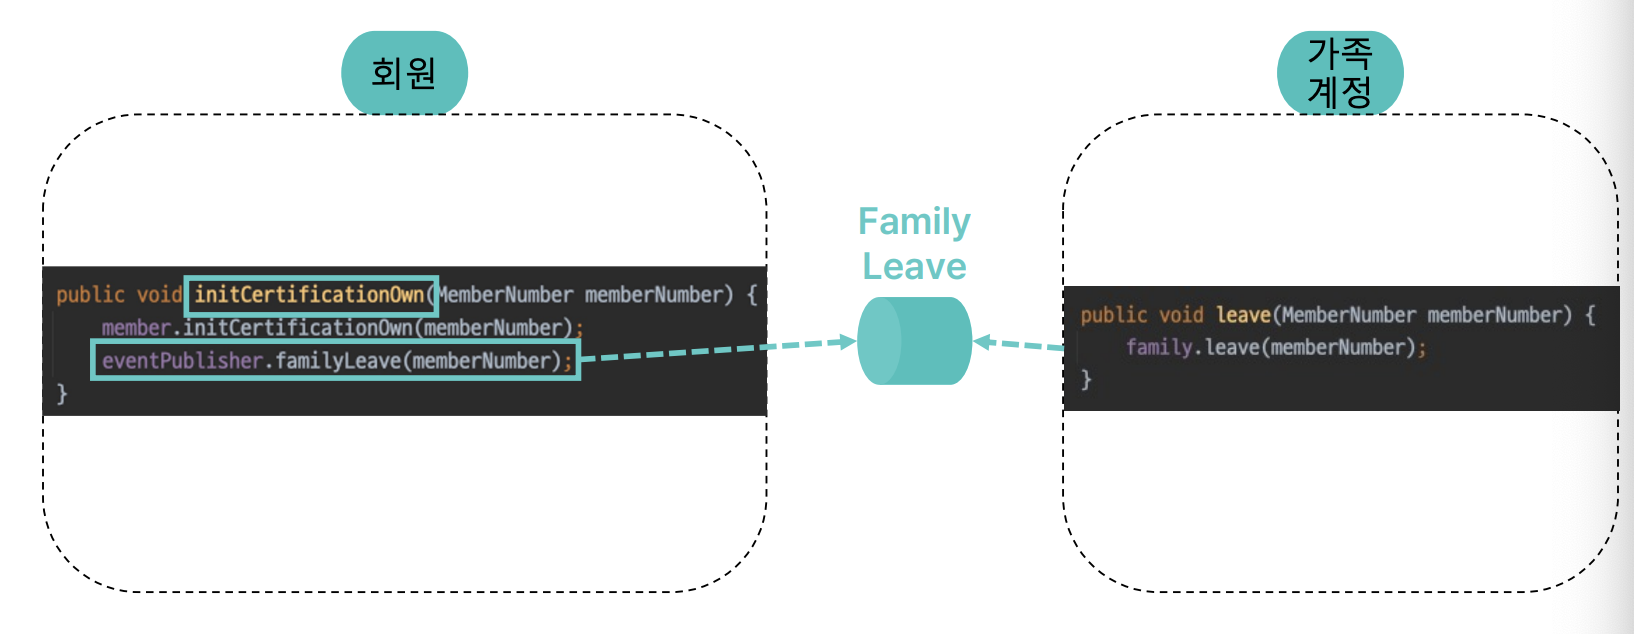 회원
가족
계정
Family
Leave
public void initCertificationOwn(MemberNumber memberNumber) {
member.initCertificationOwn(memberNumber);
eventPublisher.familyLeave(memberNumber);
}
public void leave(MemberNumber memberNumber) {
family.leave(memberNumber);
}